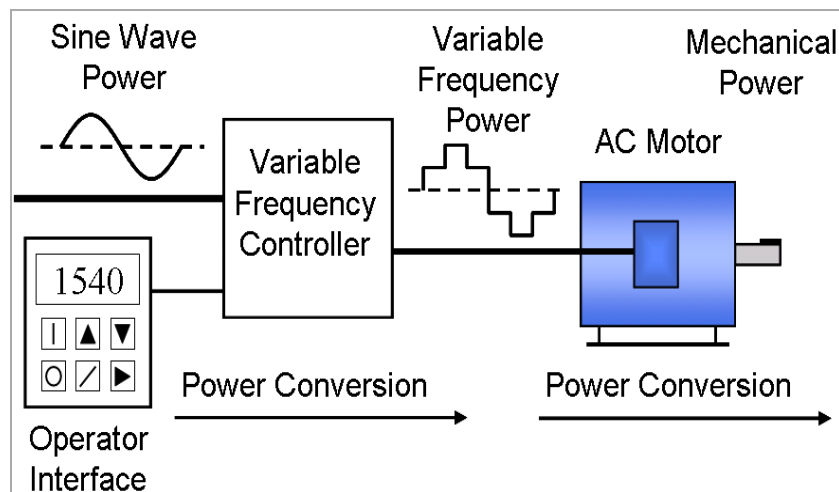 Sine Wave
Power
Variable
Frequency
Power
Mechanical
Power
AC Motor
Variable
Frequency
Controller
1540
Power Conversion
Power Conversion
Operator
Interface